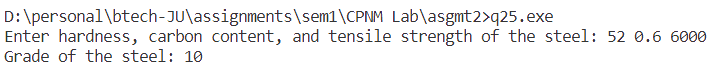 D:\personal\btech-JU\assignments\sem1\CPNM Lab\asgmt2>q25.exe
Enter hardness, carbon content, and tensile strength of the steel: 52 0.6 6000
Grade of the steel: 10